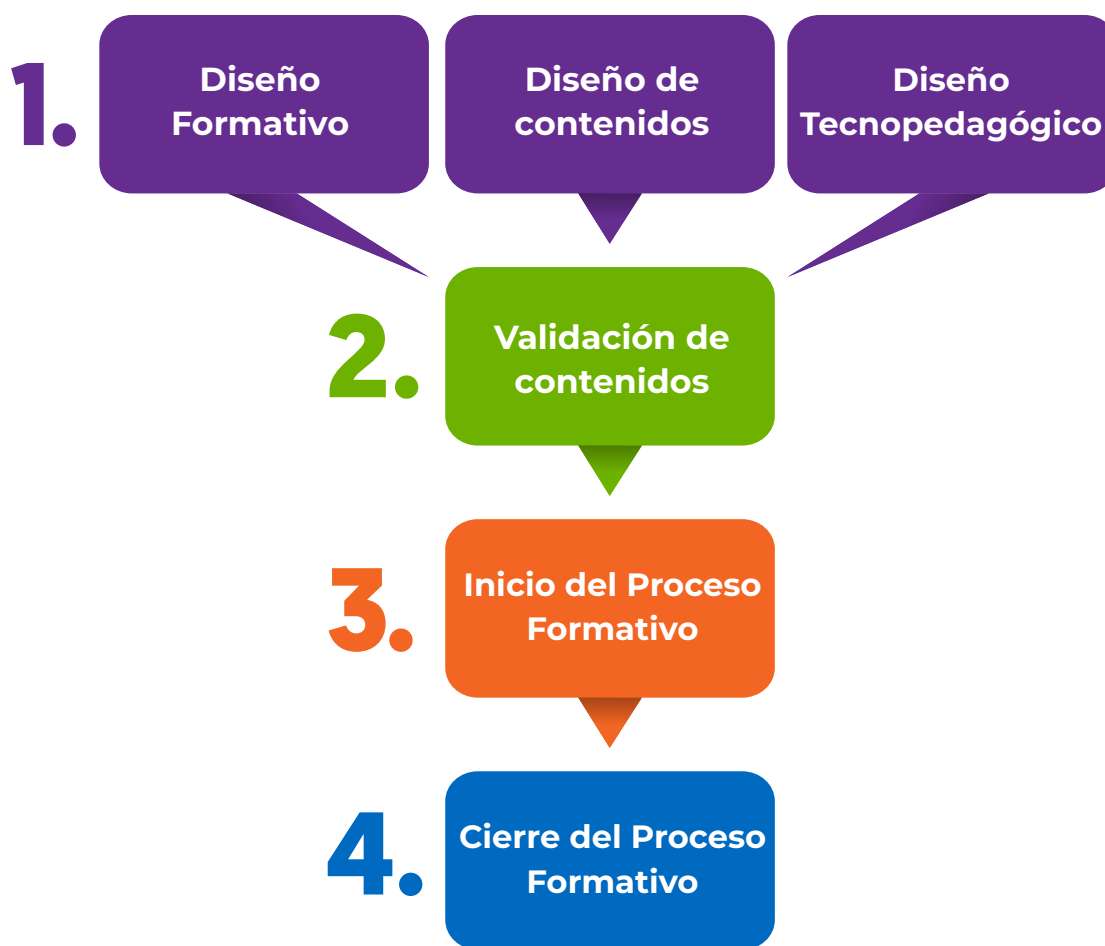 1.
Diseño
Formativo
Diseño de
contenidos
Diseño
Tecnopedagógico
2.
Validación de
contenidos
3.
Inicio del Proceso
Formativo
4.
Cierre del Proceso
Formativo